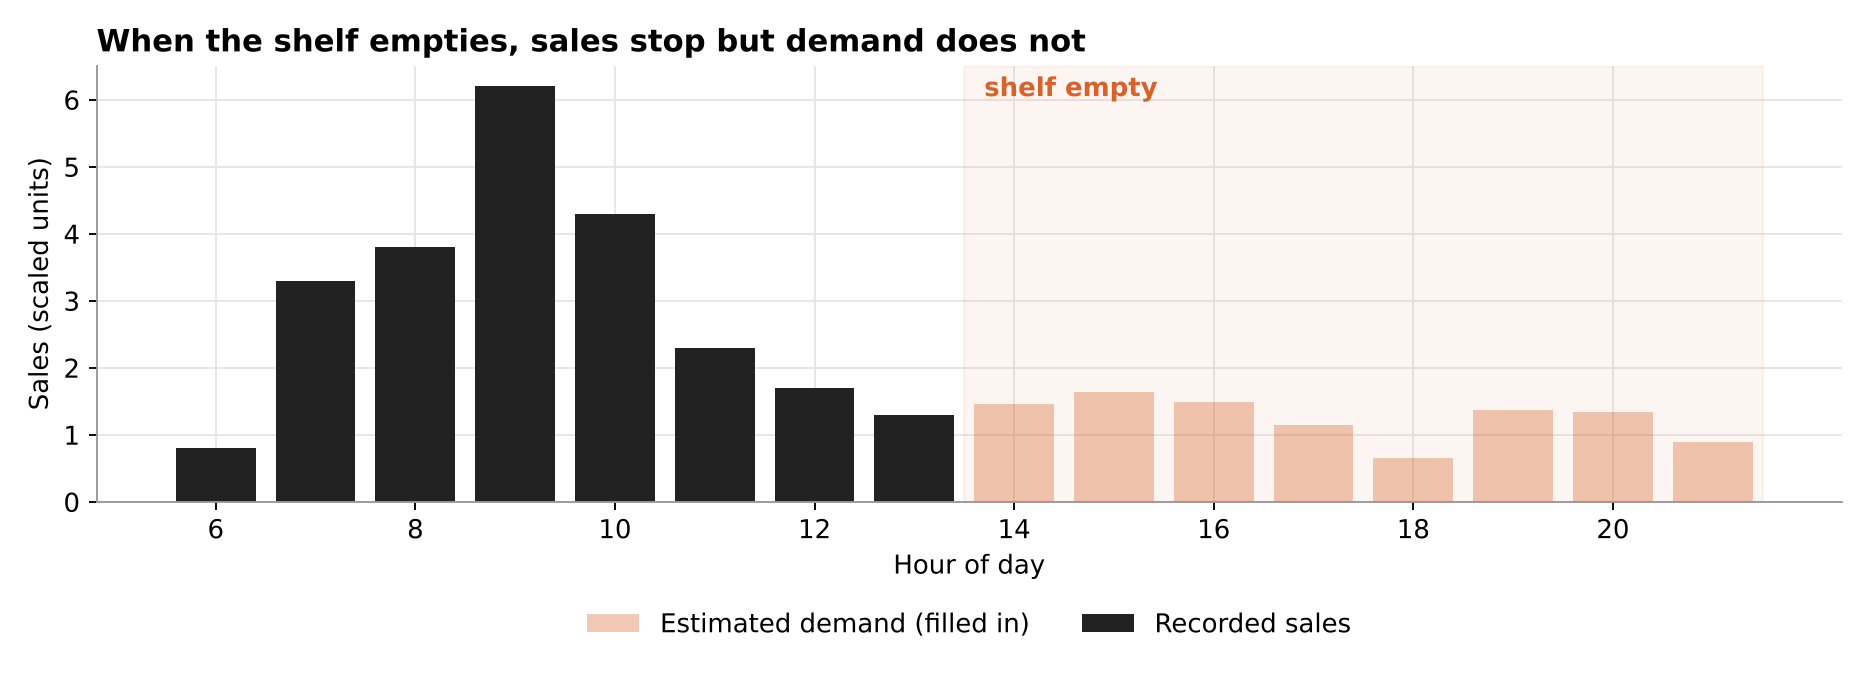 When the shelf empties, sales stop but demand does not
shelf empty
Sales (scaled units)
6
5
4
3
2
1
0
6 8 10 12 14 16 18 20
Hour of day
Estimated demand (filled in) Recorded sales